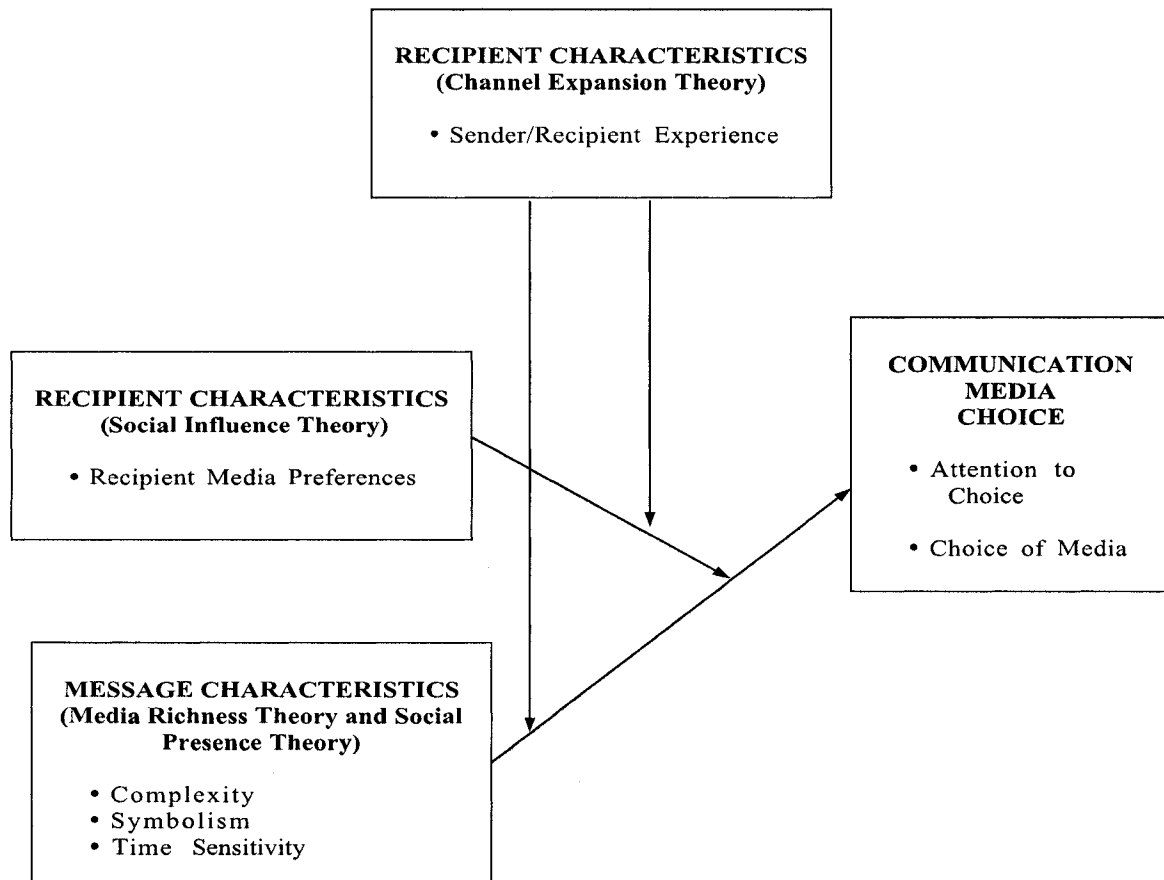 RECIPIENT CHARACTERISTICS
(Channel Expansion Theory)
• Sender/Recipient Experience
RECIPIENT CHARACTERISTICS
(Social Influence Theory)
• Recipient Media Preferences
COMMUNICATION
MEDIA
CHOICE
• Attention to
Choice
• Choice of Media
MESSAGE CHARACTERISTICS
(Media Richness Theory and Social
Presence Theory)
• Complexity
• Symbolism
• Time Sensitivity